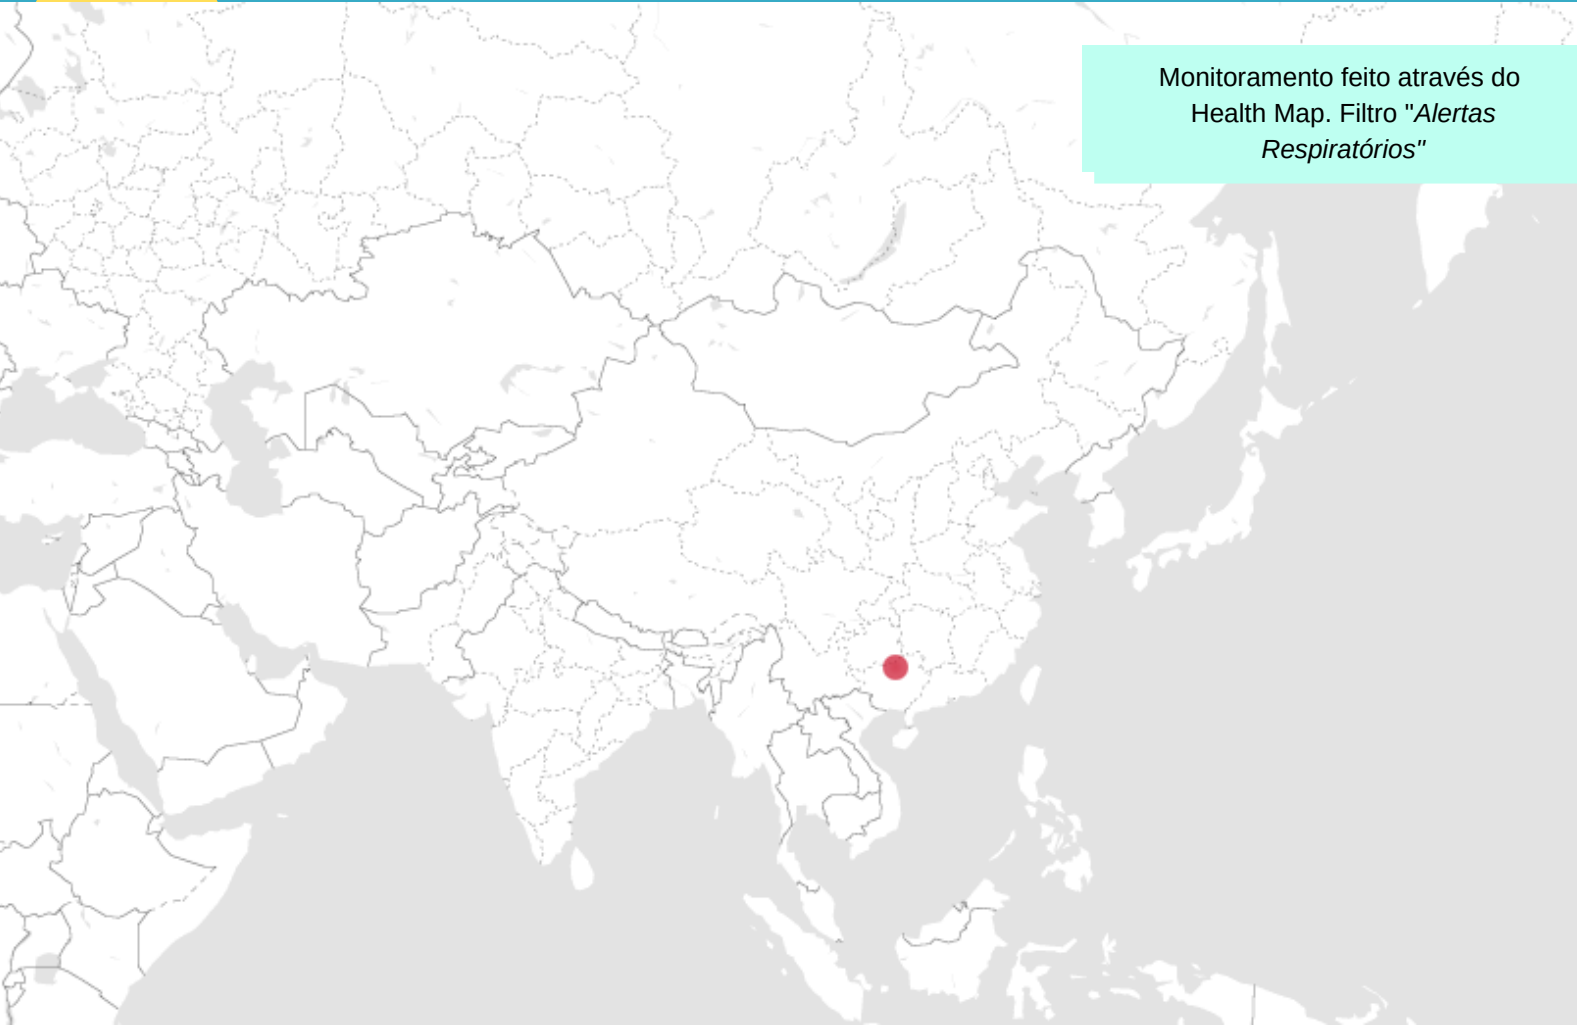 Monitoramento feito através do
Health Map. Filtro "Alertas
Respiratórios"